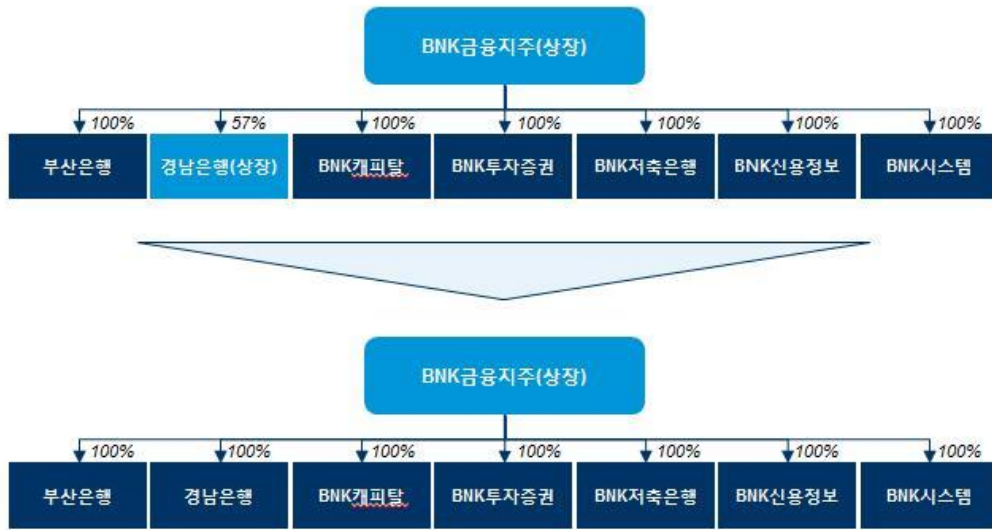 BNK금융지주(상장)
100% 57% 100% 100% 100% 100% 100%
부산은행 경남은행(상장) BNK캐피탈 BNK투자증권 BNK저축은행 BNK신용정보 BNK시스템
BNK금융지주(상장)
100% 100% 100% 100% 100% 100% 100%
부산은행 경남은행 BNK캐피탈 BNK투자증권 BNK저축은행 BNK신용정보 BNK시스템